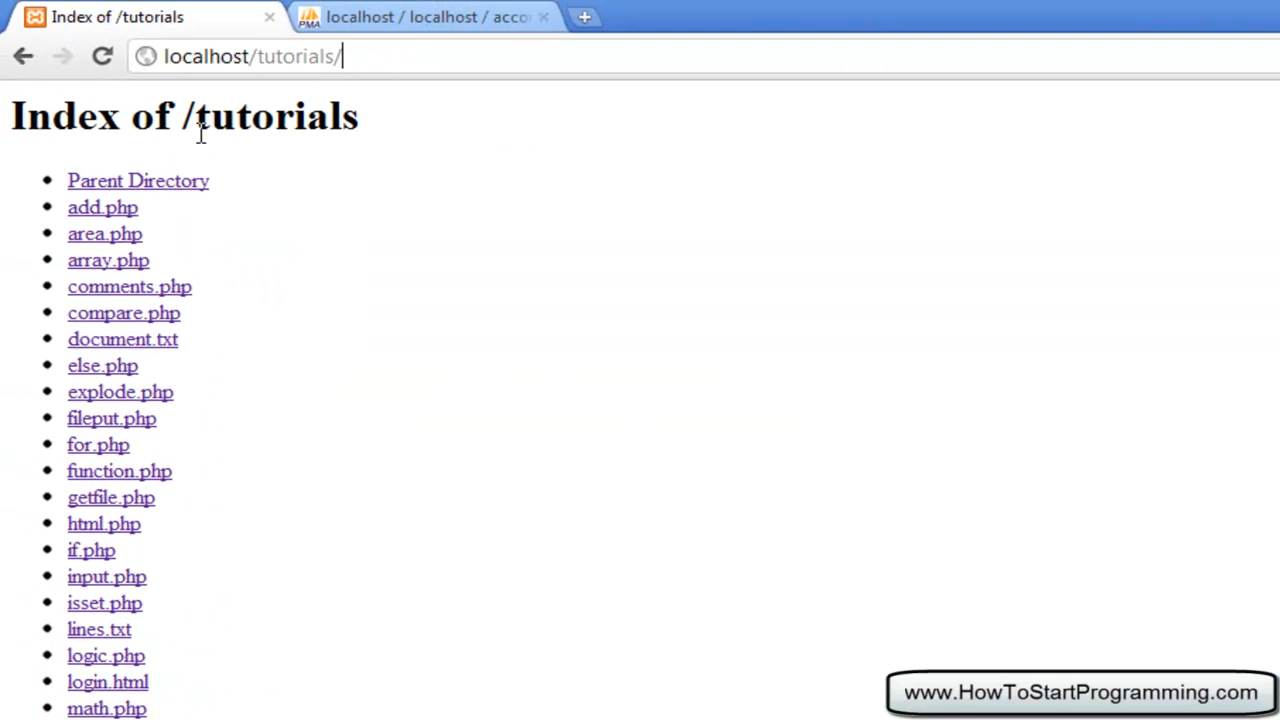 Index of /tutorials
localhost / localhost / acco
PMA
localhost/tutorials/
Index of /tutorials
Parent Directory
add.php
area.php
array.php
comments.php
compare.php
document.txt
else.php
explode.php
fileput.php
for.php
function.php
getfile.php
html.php
if.php
input.php
isset.php
lines.txt
logic.php
login.html
math.php
www.HowToStartProgramming.com